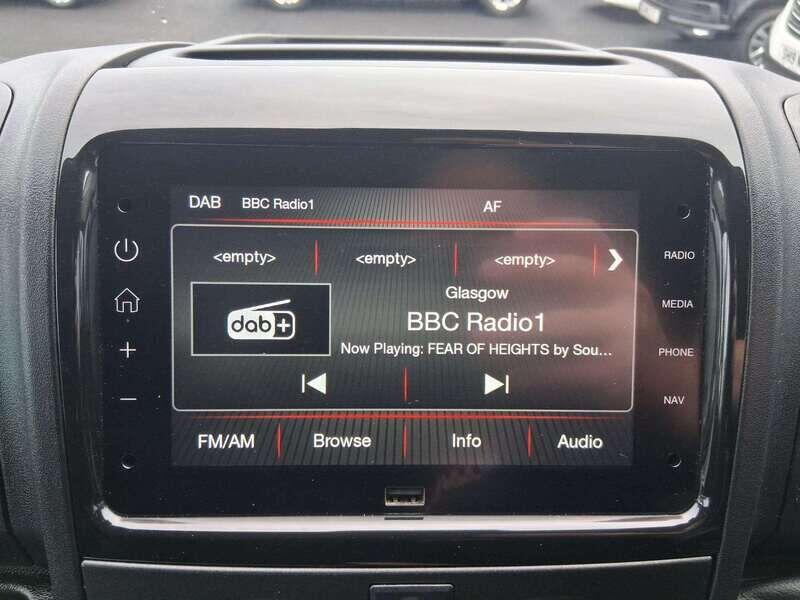 DAB BBC Radio1 AF
<empty> <empty> <empty>
Glasgow
dab+
BBC Radio1
Now Playing: FEAR OF HEIGHTS by Sou...
FM/AM Browse Info Audio
RADIO
MEDIA
PHONE
NAV